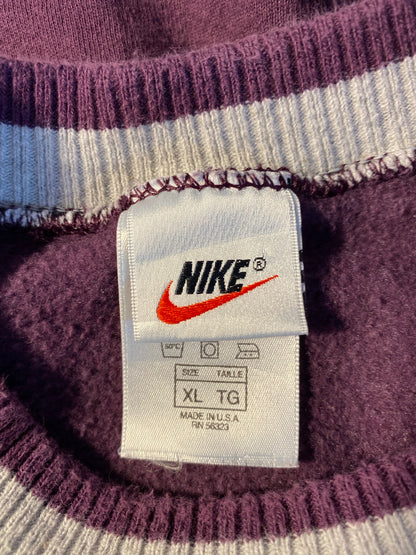 NIKE®
50°C
SIZE TAILLE
XL TG
MADE IN U.S.A
RN 56323